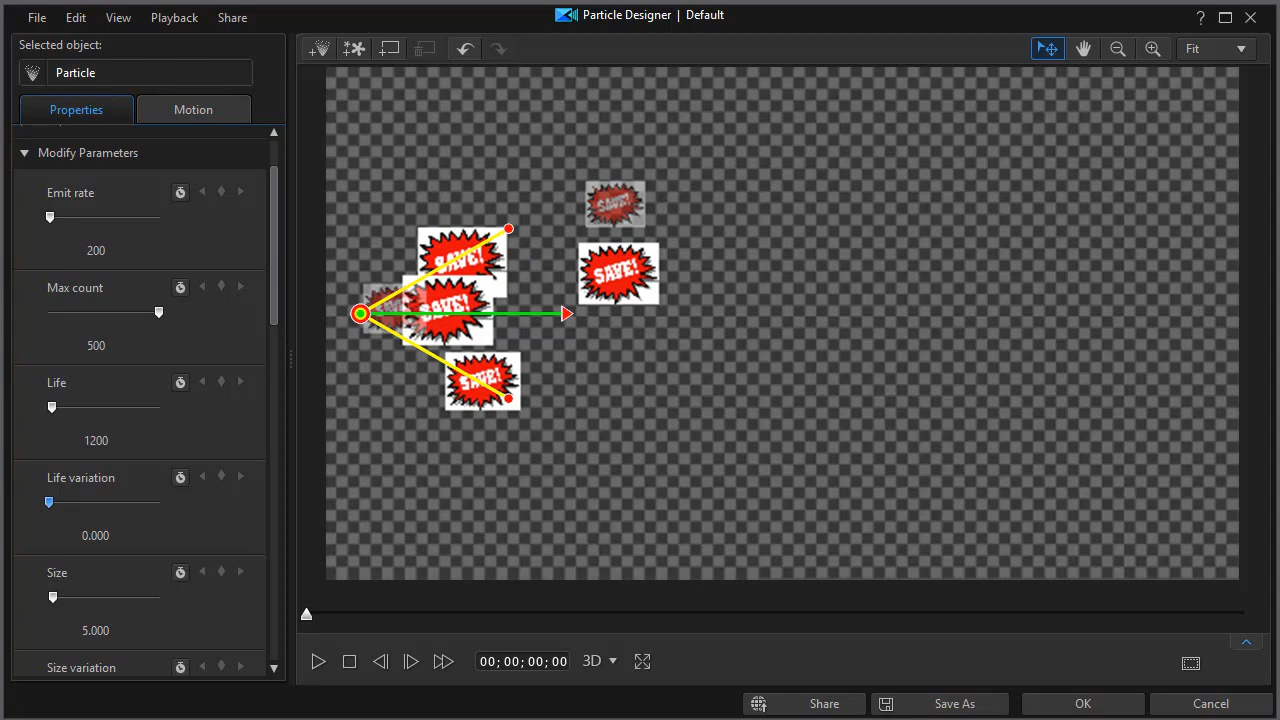 File Edit View Playback Share
Particle Designer | Default
?
Selected object:
Particle
Properties Motion
Modify Parameters
Emit rate
200
Max count
500
Life
1200
Life variation
0.000
Size
5.000
Size variation
Fit
SAVE!
SAVE!
SAVE!
SAVE!
SAVE!
00;00;00;00
3D
Share Save As OK Cancel